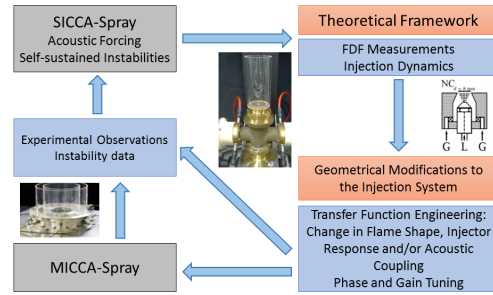 SICCA-Spray
Acoustic Forcing
Self-sustained Instabilities
Theoretical Framework
FDF Measurements
Injection Dynamics
NC
d = 8 mm
G L G
Experimental Observations
Instability data
Geometrical Modifications to
the Injection System
Transfer Function Engineering:
Change in Flame Shape, Injector
Response and/or Acoustic
Coupling
Phase and Gain Tuning
MICCA-Spray